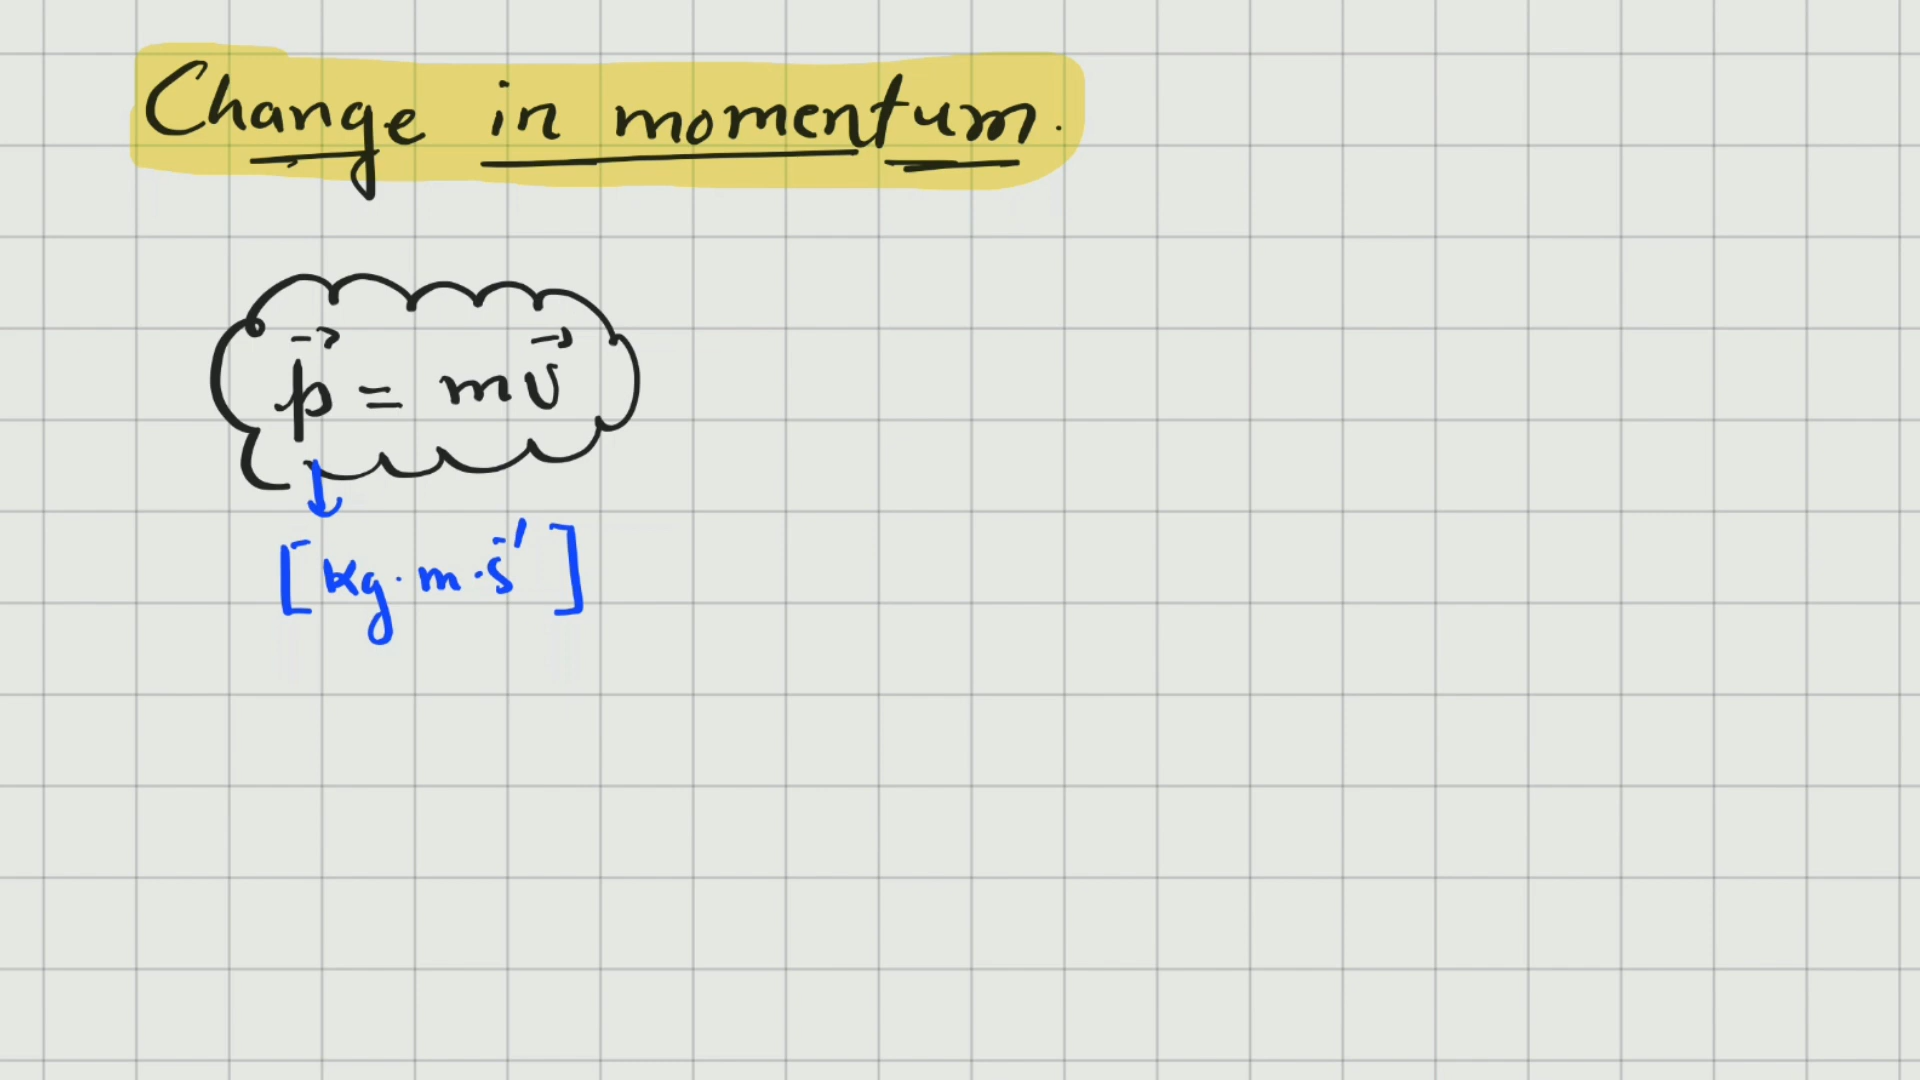 Change in momentum.
p⃗ = mv⃗
[kg·m·s⁻¹]